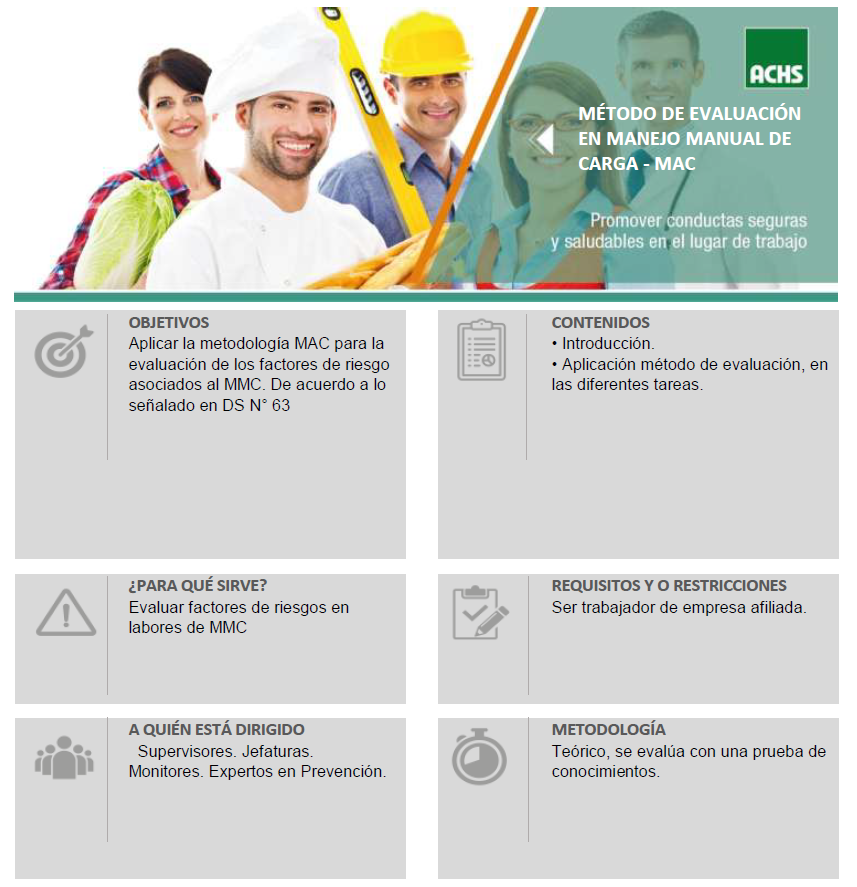 ACHS
MÉTODO DE EVALUACIÓN
EN MANEJO MANUAL DE
CARGA - MAC
Promover conductas seguras
y saludables en el lugar de trabajo
OBJETIVOS
Aplicar la metodología MAC para la
evaluación de los factores de riesgo
asociados al MMC. De acuerdo a lo
señalado en DS N° 63
CONTENIDOS
• Introducción.
• Aplicación método de evaluación, en
las diferentes tareas.
¿PARA QUÉ SIRVE?
Evaluar factores de riesgos en
labores de MMC
REQUISITOS Y O RESTRICCIONES
Ser trabajador de empresa afiliada.
A QUIÉN ESTÁ DIRIGIDO
Supervisores. Jefaturas.
Monitores. Expertos en Prevención.
METODOLOGÍA
Teórico, se evalúa con una prueba de
conocimientos.